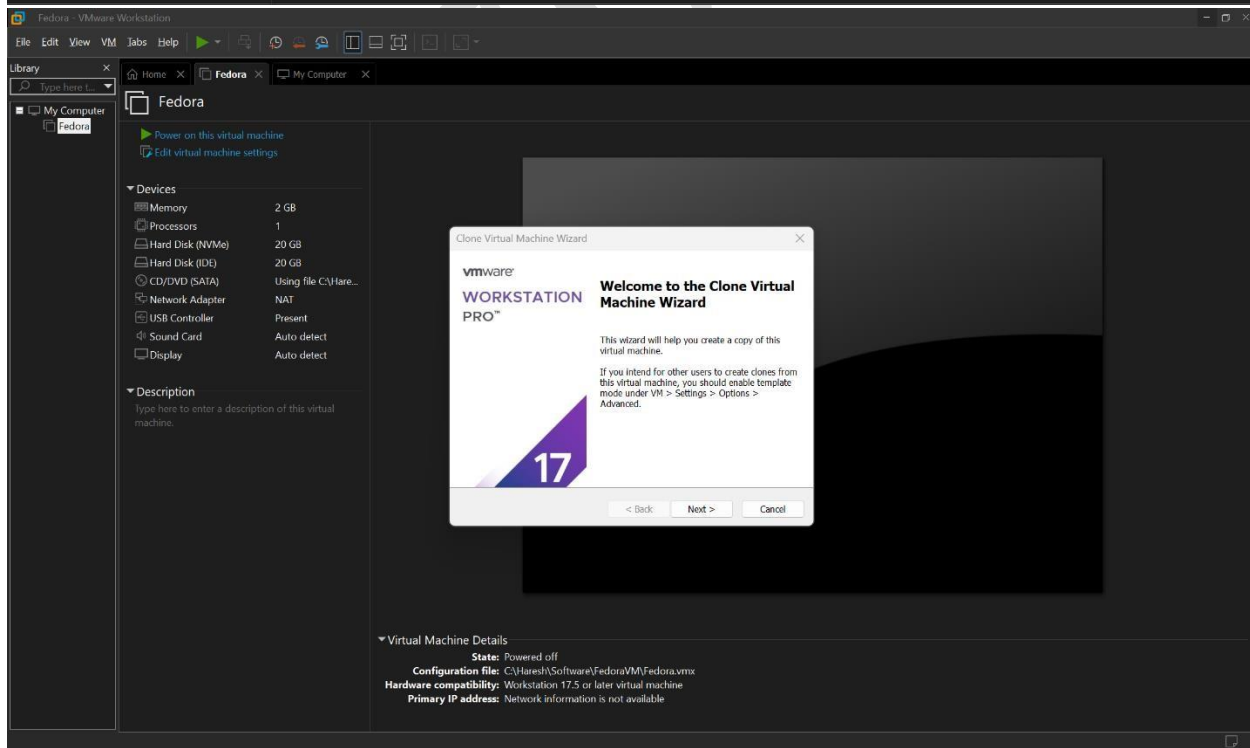 Fedora - VMware Workstation
File Edit View VM Tabs Help
Library ×
Type here t...
My Computer
Fedora
Home × Fedora × My Computer ×
Fedora
Power on this virtual machine
Edit virtual machine settings
Devices
Memory 2 GB
Processors 1
Hard Disk (NVMe) 20 GB
Hard Disk (IDE) 20 GB
CD/DVD (SATA) Using file C:\Hare...
Network Adapter NAT
USB Controller Present
Sound Card Auto detect
Display Auto detect
Description
Type here to enter a description of this virtual
machine.
Clone Virtual Machine Wizard
vmware
WORKSTATION
PRO™
17
Welcome to the Clone Virtual
Machine Wizard
This wizard will help you create a copy of this
virtual machine.
If you intend for other users to create clones from
this virtual machine, you should enable template
mode under VM > Settings > Options >
Advanced.
< Back Next > Cancel
Virtual Machine Details
State: Powered off
Configuration file: C:\Haresh\Software\FedoraVM\Fedora.vmx
Hardware compatibility: Workstation 17.5 or later virtual machine
Primary IP address: Network information is not available